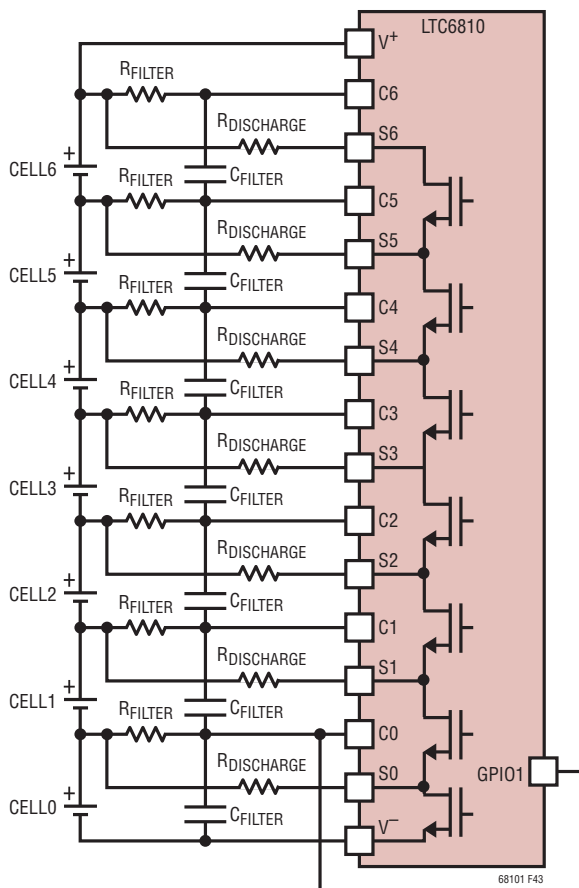 LTC6810
V+
RFILTER
C6
RDISCHARGE
S6
CELL6
+
RFILTER
CFILTER
C5
RDISCHARGE
S5
CELL5
+
RFILTER
CFILTER
C4
RDISCHARGE
S4
CELL4
+
RFILTER
CFILTER
C3
RDISCHARGE
S3
CELL3
+
RFILTER
CFILTER
C2
RDISCHARGE
S2
CELL2
+
RFILTER
CFILTER
C1
RDISCHARGE
S1
CELL1
+
RFILTER
CFILTER
C0
RDISCHARGE
S0
GPIO1
CELL0
+
CFILTER
V–
68101 F43